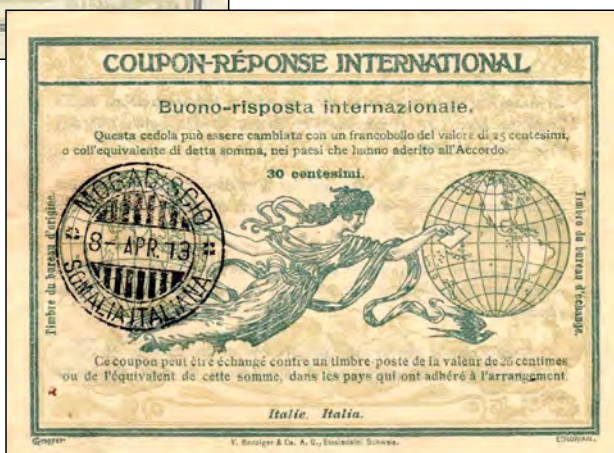 COUPON-RÉPONSE INTERNATIONAL
Buono-risposta internazionale.
Questa cedola può essere cambiata con un francobollo del valore di 25 centesimi,
o coll'equivalente di detta somma, nei paesi che hanno aderito all'Accordo.
30 centesimi.
Timbre du bureau d'origine.
MOGADISCIO
8-APR.13
SOMALIA ITALIANA
Timbre du bureau d'échange.
Ce coupon peut être échangé contre un timbre-poste de la valeur de 25 centimes
ou de l'équivalent de cette somme, dans les pays qui ont adhéré à l'arrangement.
Italie. Italia.
Benziger & Co. A. G., Einsiedeln Schweiz.